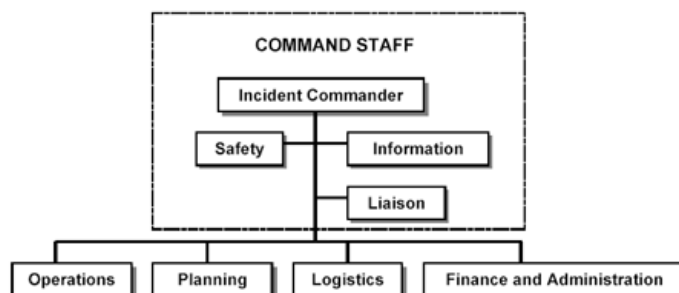 COMMAND STAFF
Incident Commander
Safety
Information
Liaison
Operations
Planning
Logistics
Finance and Administration